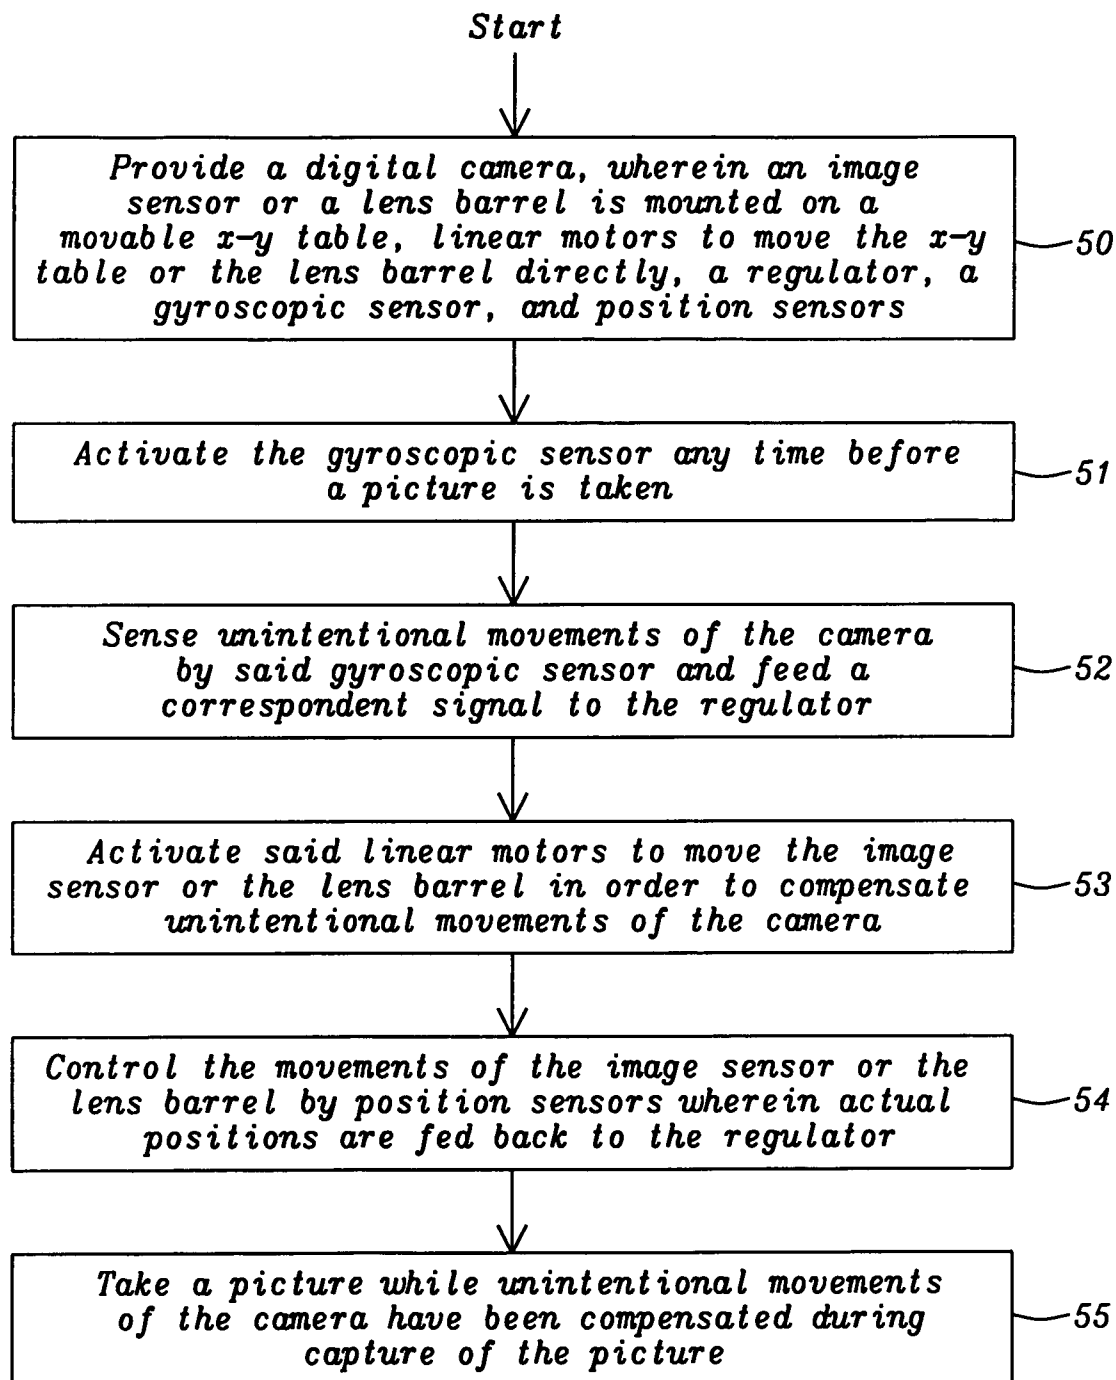 Start
Provide a digital camera, wherein an image
sensor or a lens barrel is mounted on a
movable x-y table, linear motors to move the x-y
table or the lens barrel directly, a regulator, a
gyroscopic sensor, and position sensors
50
Activate the gyroscopic sensor any time before
a picture is taken
51
Sense unintentional movements of the camera
by said gyroscopic sensor and feed a
correspondent signal to the regulator
52
Activate said linear motors to move the image
sensor or the lens barrel in order to compensate
unintentional movements of the camera
53
Control the movements of the image sensor or the
lens barrel by position sensors wherein actual
positions are fed back to the regulator
54
Take a picture while unintentional movements
of the camera have been compensated during
capture of the picture
55